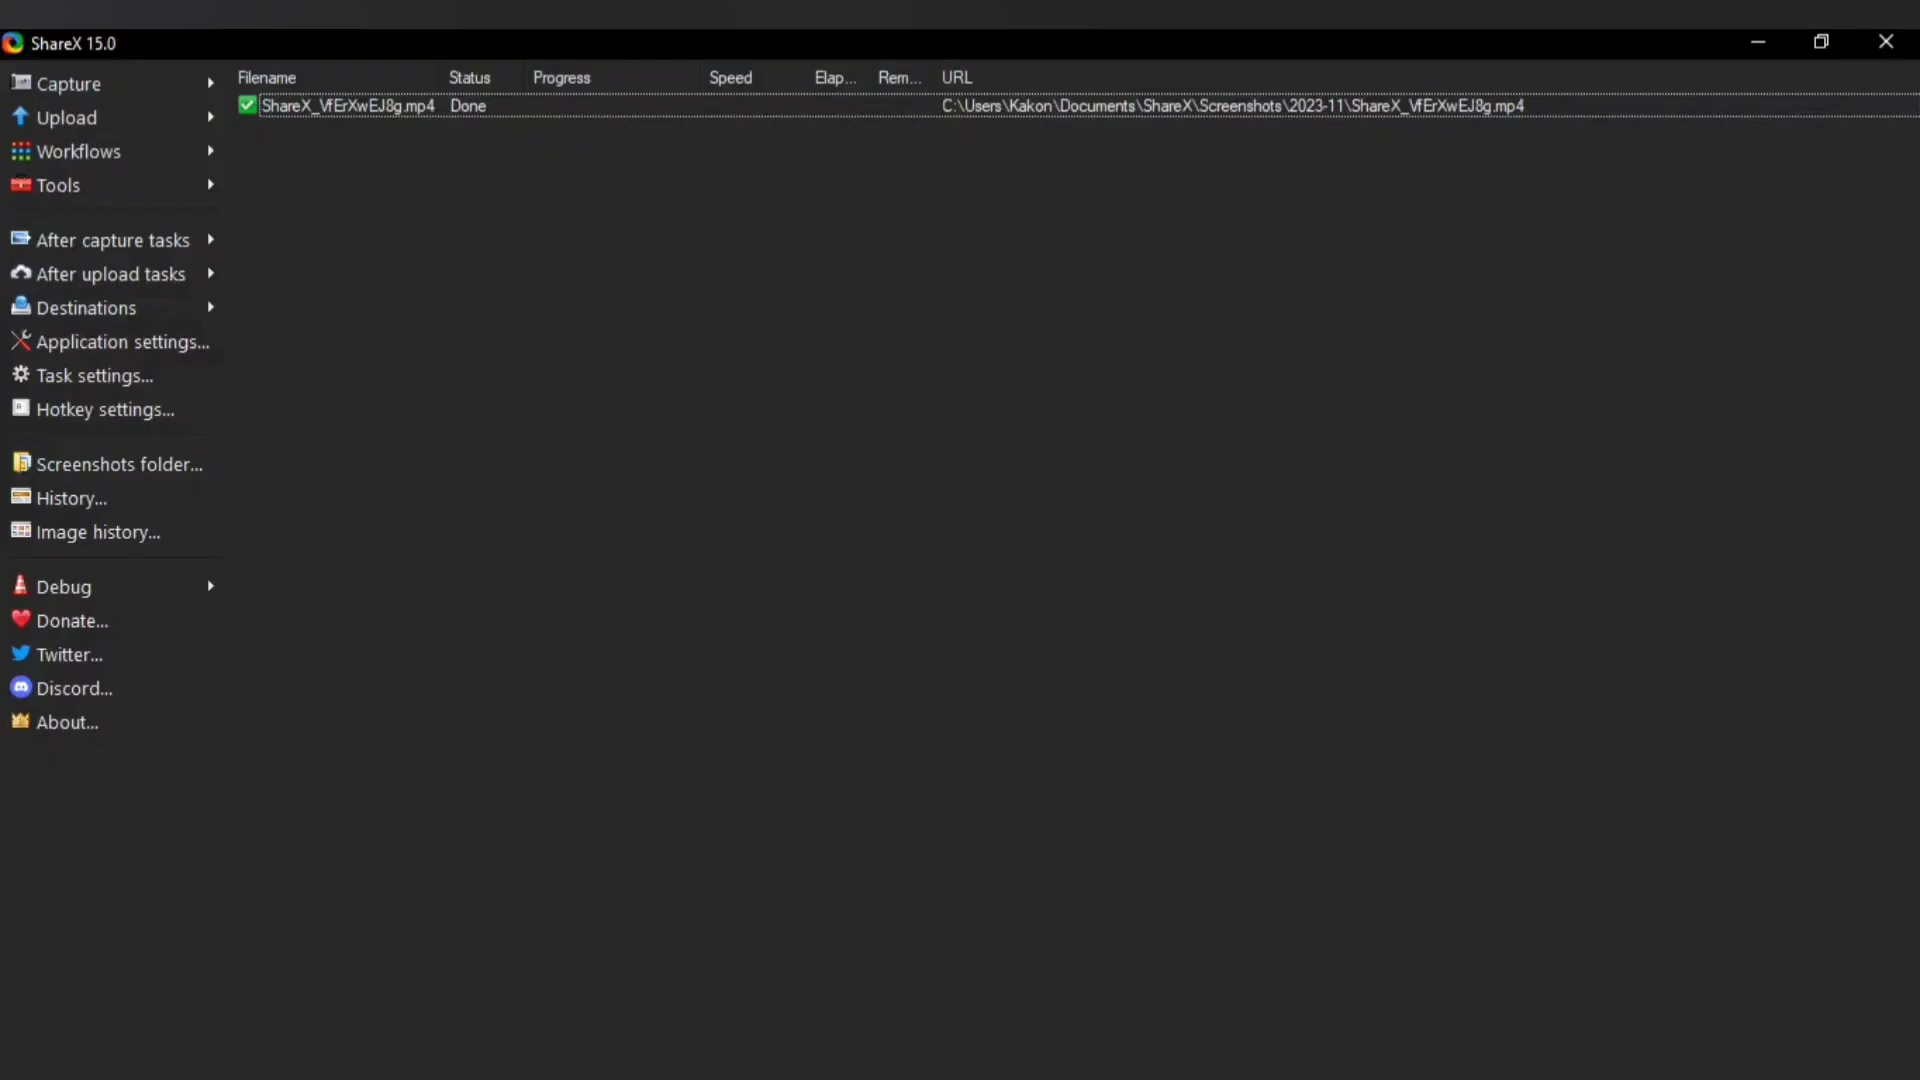 ShareX 15.0
Capture
Upload
Workflows
Tools
After capture tasks
After upload tasks
Destinations
Application settings...
Task settings...
Hotkey settings...
Screenshots folder...
History...
Image history...
Debug
Donate...
Twitter...
Discord...
About...
Filename Status Progress Speed Elap... Rem... URL
ShareX_VfErXwEJ8g.mp4 Done C:\Users\Kakon\Documents\ShareX\Screenshots\2023-11\ShareX_VfErXwEJ8g.mp4